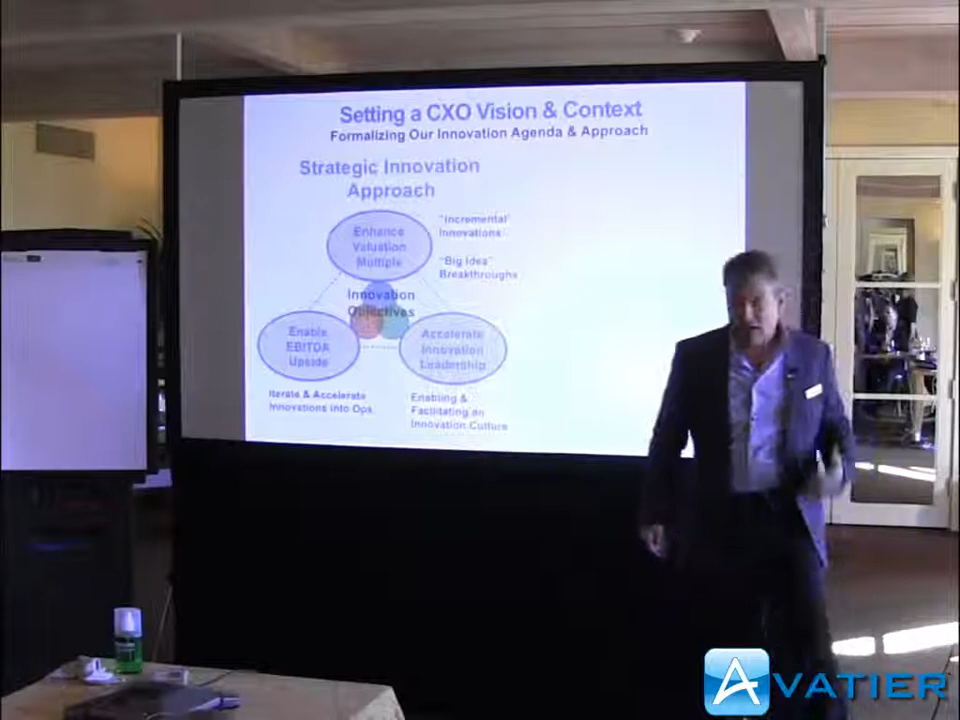 Setting a CXO Vision & Context
Formalizing Our Innovation Agenda & Approach
Strategic Innovation
Approach
Enhance
Valuation
Multiple
"Incremental"
Innovations
"Big Idea"
Breakthroughs
Innovation
Objectives
Enable
EBITDA
Upside
Accelerate
Innovation
Leadership
Iterate & Accelerate
Innovations into Ops
Enabling &
Facilitating an
Innovation Culture
AVATIER